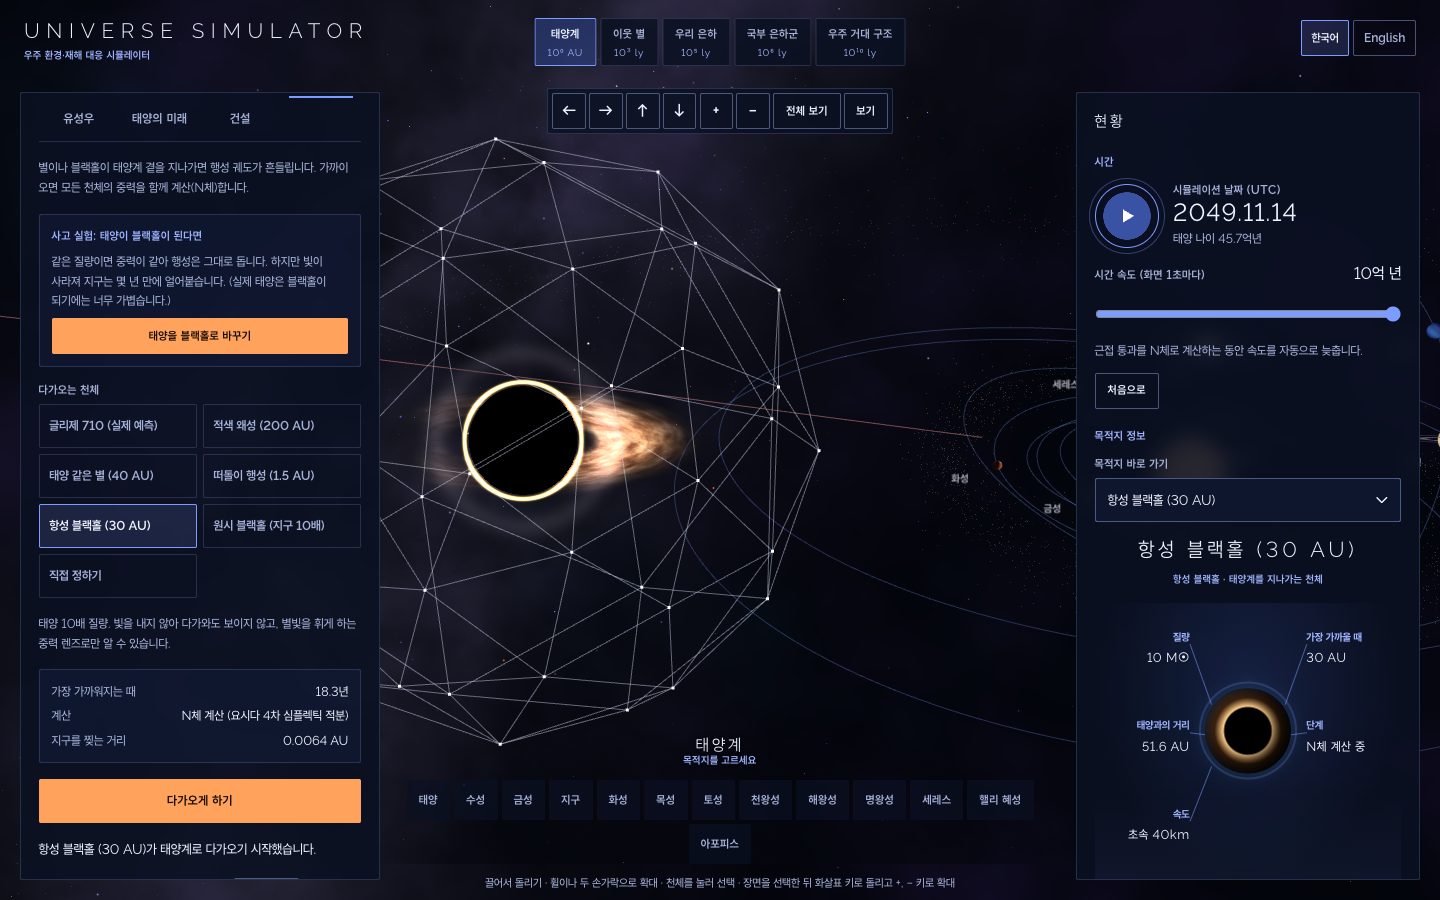 UNIVERSE SIMULATOR
우주 환경·재해 대응 시뮬레이터
태양계
10⁰ AU
이웃 별
10³ ly
우리 은하
10⁵ ly
국부 은하군
10⁶ ly
우주 거대 구조
10¹⁰ ly
한국어
English
← → ↑ ↓ + − 전체 보기 보기
유성우 태양의 미래 건설
별이나 블랙홀이 태양계 곁을 지나가면 행성 궤도가 흔들립니다. 가까이
오면 모든 천체의 중력을 함께 계산(N체)합니다.
사고 실험: 태양이 블랙홀이 된다면
같은 질량이면 중력이 같아 행성은 그대로 돕니다. 하지만 빛이
사라져 지구는 몇 년 만에 얼어붙습니다. (실제 태양은 블랙홀이
되기에는 너무 가볍습니다.)
태양을 블랙홀로 바꾸기
다가오는 천체
글리제 710 (실제 예측)
적색 왜성 (200 AU)
태양 같은 별 (40 AU)
떠돌이 행성 (1.5 AU)
항성 블랙홀 (30 AU)
원시 블랙홀 (지구 10배)
직접 정하기
태양 10배 질량. 빛을 내지 않아 다가와도 보이지 않고, 별빛을 휘게 하는
중력 렌즈로만 알 수 있습니다.
가장 가까워지는 때 18.3년
계산 N체 계산 (요시다 4차 심플렉틱 적분)
지구를 찢는 거리 0.0064 AU
다가오게 하기
항성 블랙홀 (30 AU)가 태양계로 다가오기 시작했습니다.
세레스
화성
금성
태양계
목적지를 고르세요
태양 수성 금성 지구 화성 목성 토성 천왕성 해왕성 명왕성 세레스 핼리 혜성
아포피스
끌어서 돌리기 · 휠이나 두 손가락으로 확대 · 천체를 눌러 선택 · 장면을 선택한 뒤 화살표 키로 돌리고 +, − 키로 확대
현황
시간
시뮬레이션 날짜 (UTC)
2049.11.14
태양 나이 45.7억년
시간 속도 (화면 1초마다) 10억 년
근접 통과를 N체로 계산하는 동안 속도를 자동으로 늦춥니다.
처음으로
목적지 정보
목적지 바로 가기
항성 블랙홀 (30 AU)
항성 블랙홀 (30 AU)
항성 블랙홀 · 태양계를 지나가는 천체
질량
10 M☉
가장 가까울 때
30 AU
태양과의 거리
51.6 AU
단계
N체 계산 중
속도
초속 40km